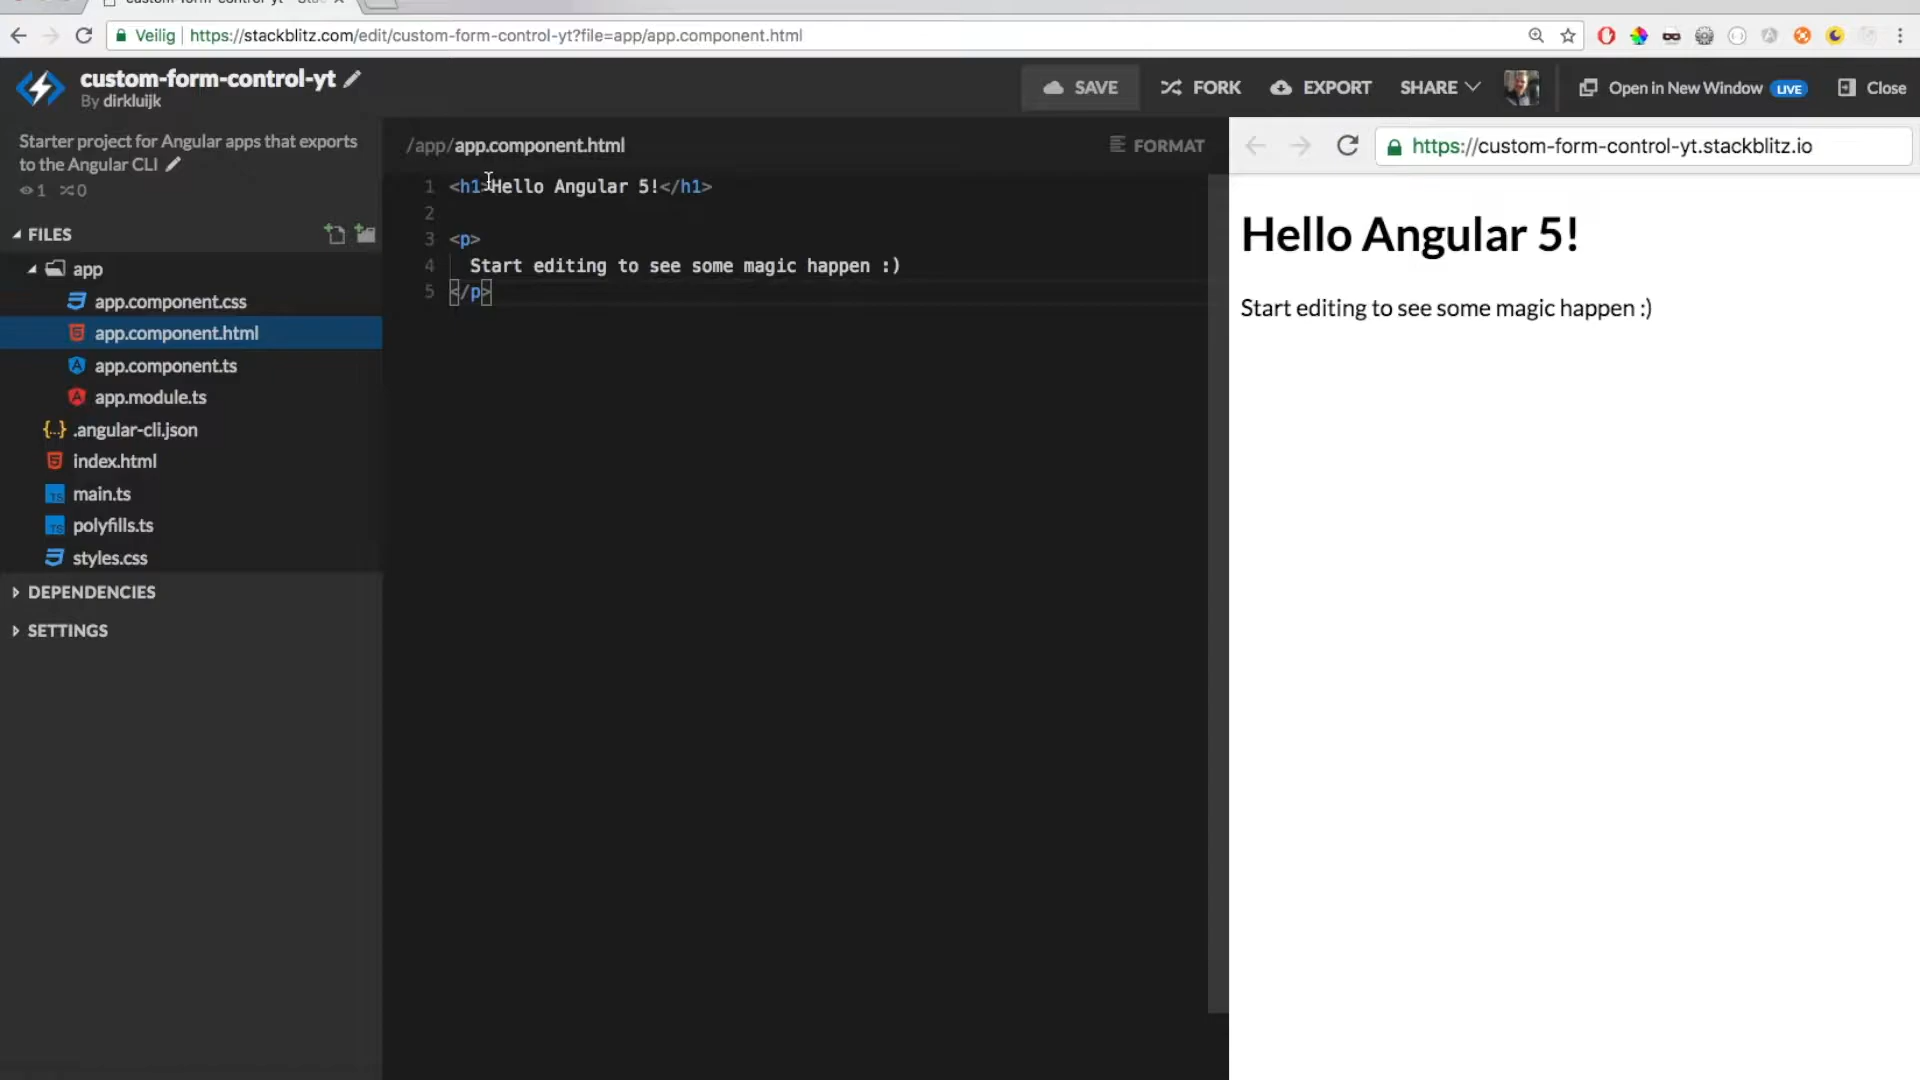 Veilig https://stackblitz.com/edit/custom-form-control-yt?file=app/app.component.html
custom-form-control-yt
By dirkluijk
SAVE FORK EXPORT SHARE Open in New Window LIVE Close
Starter project for Angular apps that exports
to the Angular CLI
1 0
FILES
app
app.component.css
app.component.html
app.component.ts
app.module.ts
{..} .angular-cli.json
index.html
TS main.ts
TS polyfills.ts
styles.css
DEPENDENCIES
SETTINGS
/app/app.component.html FORMAT
1 <h1>Hello Angular 5!</h1>
2
3 <p>
4 Start editing to see some magic happen :)
5 </p>
https://custom-form-control-yt.stackblitz.io
Hello Angular 5!
Start editing to see some magic happen :)